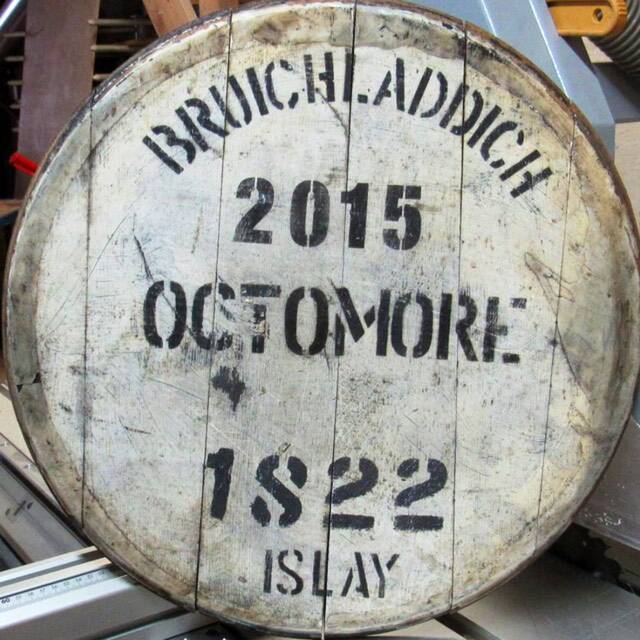 BRUICHLADDICH
2015
OCTOMORE
1822
ISLAY